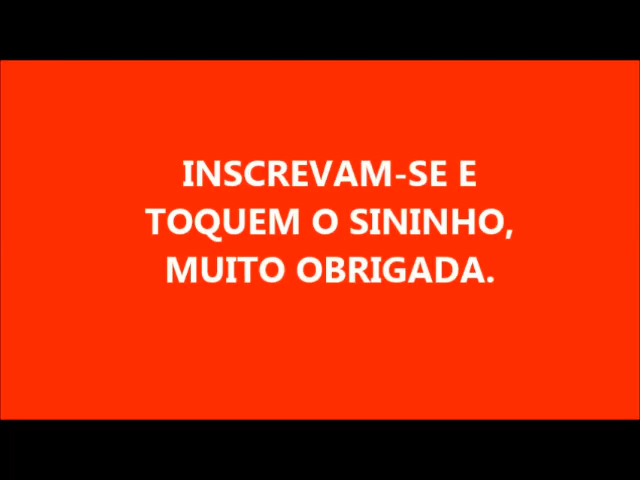 INSCREVAM-SE E
TOQUEM O SININHO,
MUITO OBRIGADA.